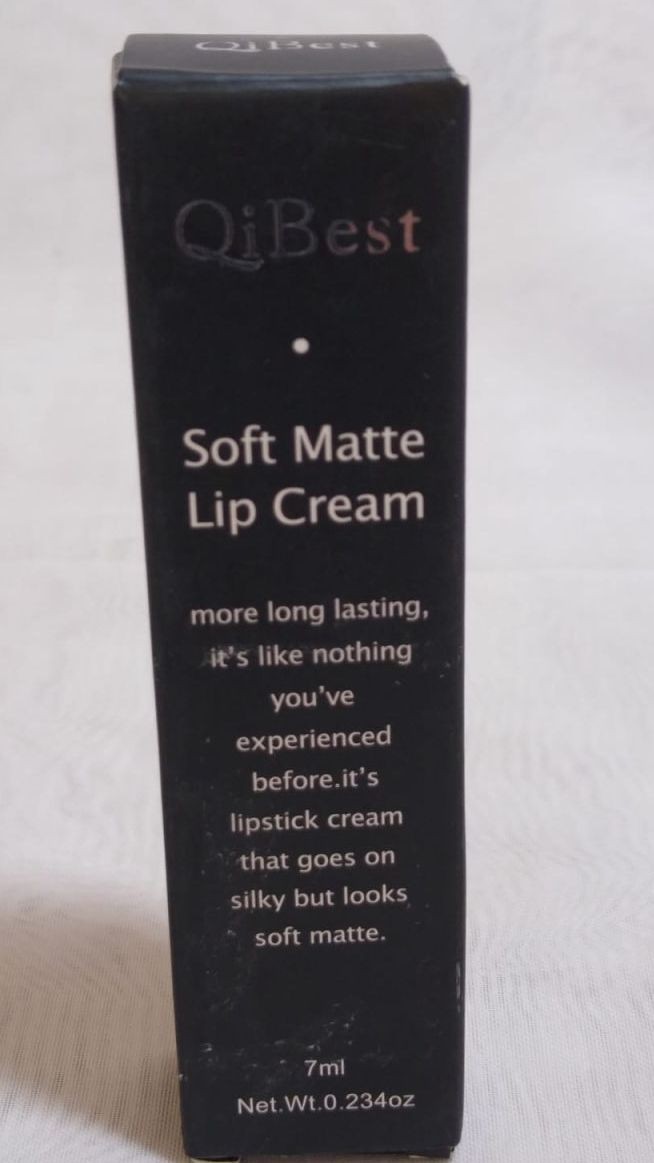 QiBest
QiBest
Soft Matte
Lip Cream
more long lasting,
it's like nothing
you've
experienced
before.it's
lipstick cream
that goes on
silky but looks
soft matte.
7ml
Net.Wt.0.234oz